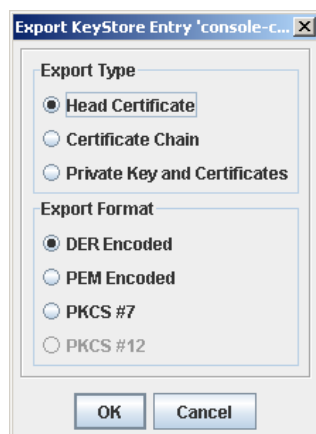 Export KeyStore Entry 'console-c...
Export Type
Head Certificate
Certificate Chain
Private Key and Certificates
Export Format
DER Encoded
PEM Encoded
PKCS #7
PKCS #12
OK Cancel